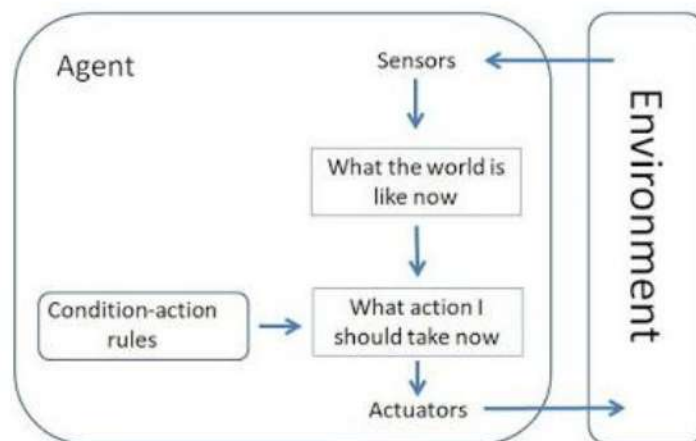 Agent
Sensors
What the world is
like now
Condition-action
rules
What action I
should take now
Actuators
Environment